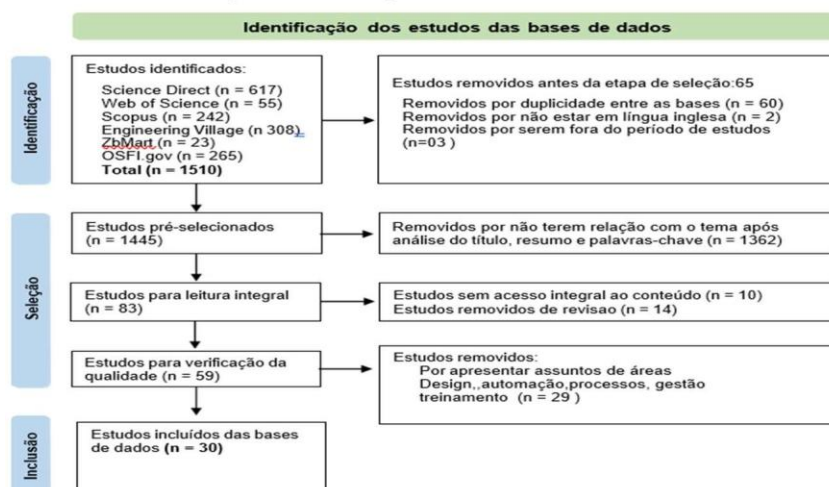 Identificação dos estudos das bases de dados
Identificação
Estudos identificados:
Science Direct (n = 617)
Web of Science (n = 55)
Scopus (n = 242)
Engineering Village (n 308)
ZbMart (n = 23)
OSFI.gov (n = 265)
Total (n = 1510)
Estudos removidos antes da etapa de seleção:65
Removidos por duplicidade entre as bases (n = 60)
Removidos por não estar em língua inglesa (n = 2)
Removidos por serem fora do período de estudos
(n=03 )
Seleção
Estudos pré-selecionados
(n = 1445)
Removidos por não terem relação com o tema após
análise do título, resumo e palavras-chave (n = 1362)
Estudos para leitura integral
(n = 83)
Estudos sem acesso integral ao conteúdo (n = 10)
Estudos removidos de revisao (n = 14)
Estudos para verificação da
qualidade (n = 59)
Estudos removidos:
Por apresentar assuntos de áreas
Design,,automação,processos, gestão
treinamento (n = 29 )
Inclusão
Estudos incluídos das bases
de dados (n = 30)